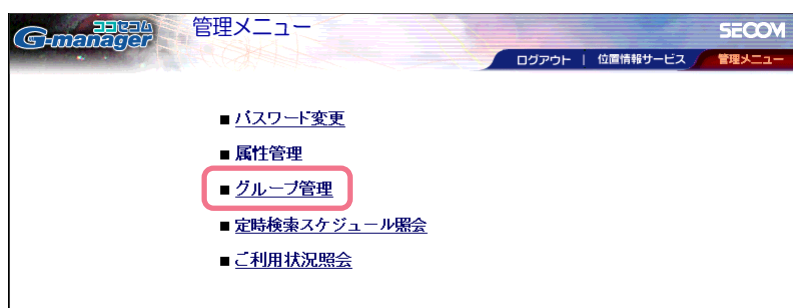 ココセコム
G-manager
管理メニュー
SECOM
ログアウト | 位置情報サービス 管理メニュー
■ パスワード変更
■ 属性管理
■ グループ管理
■ 定時検索スケジュール照会
■ ご利用状況照会